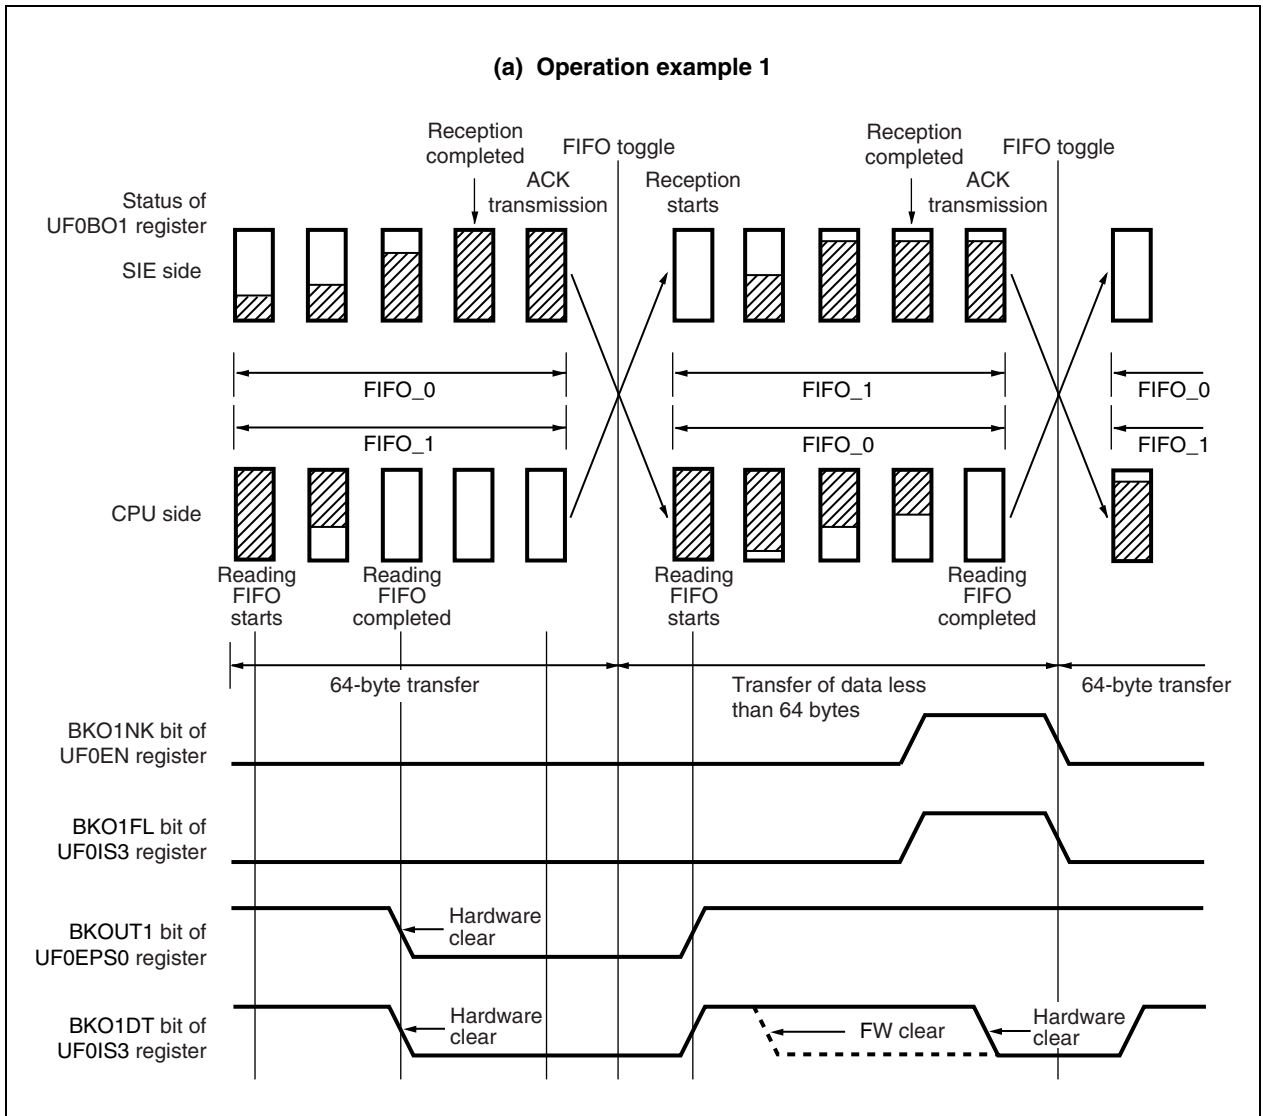 (a) Operation example 1
Reception
completed
FIFO toggle
Reception
completed
FIFO toggle
Status of
UF0BO1 register
ACK
transmission
Reception
starts
ACK
transmission
SIE side
FIFO_0
FIFO_1
FIFO_0
FIFO_1
FIFO_0
FIFO_1
CPU side
Reading
FIFO
starts
Reading
FIFO
completed
Reading
FIFO
starts
Reading
FIFO
completed
64-byte transfer
Transfer of data less
than 64 bytes
64-byte transfer
BKO1NK bit of
UF0EN register
BKO1FL bit of
UF0IS3 register
BKOUT1 bit of
UF0EPS0 register
Hardware
clear
BKO1DT bit of
UF0IS3 register
Hardware
clear
FW clear
Hardware
clear